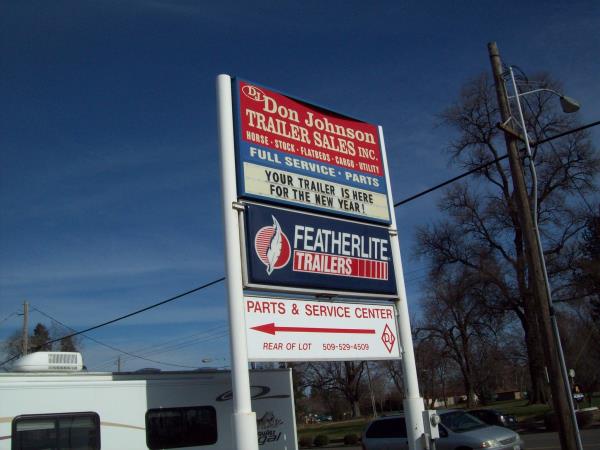 DJ
Don Johnson
TRAILER SALES INC.
HORSE · STOCK · FLATBEDS · CARGO · UTILITY
FULL SERVICE · PARTS
YOUR TRAILER IS HERE
FOR THE NEW YEAR!
FEATHERLITE
TRAILERS
PARTS & SERVICE CENTER
DJ
REAR OF LOT 509-529-4509